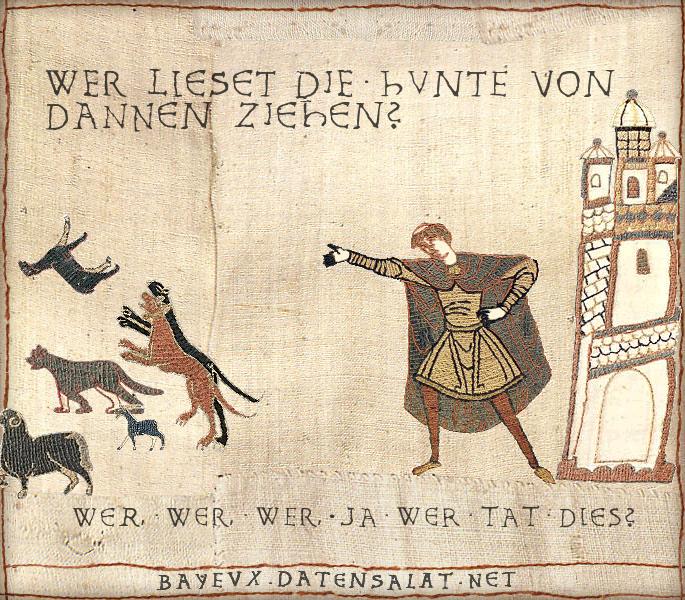 WER LIESET DIE · hVNTE VON
DANNEN ZIEhEN?
WER · WER · WER · JA · WER · TAT · DIES?
BAYEVX · DATENSALAT · NET